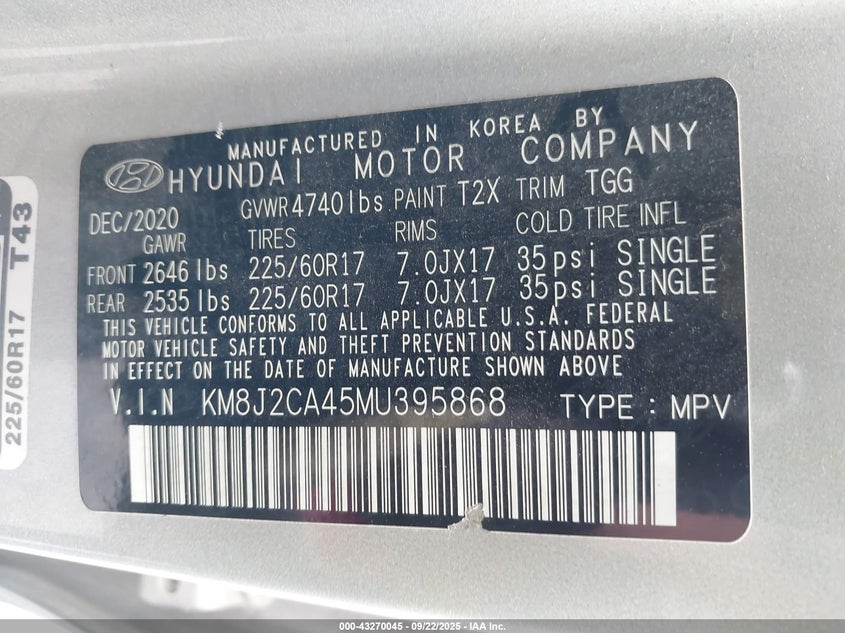 MANUFACTURED IN KOREA BY
HYUNDAI MOTOR COMPANY
DEC/2020 GVWR 4740lbs PAINT T2X TRIM TGG
GAWR TIRES RIMS COLD TIRE INFL
FRONT 2646 lbs 225/60R17 7.0JX17 35psi SINGLE
REAR 2535 lbs 225/60R17 7.0JX17 35psi SINGLE
THIS VEHICLE CONFORMS TO ALL APPLICABLE U.S.A. FEDERAL
MOTOR VEHICLE SAFETY AND THEFT PREVENTION STANDARDS
IN EFFECT ON THE DATE OF MANUFACTURE SHOWN ABOVE
V.I.N KM8J2CA45MU395868 TYPE : MPV
225/60R17 T43
000-43270045 - 09/22/2025 - IAA Inc.